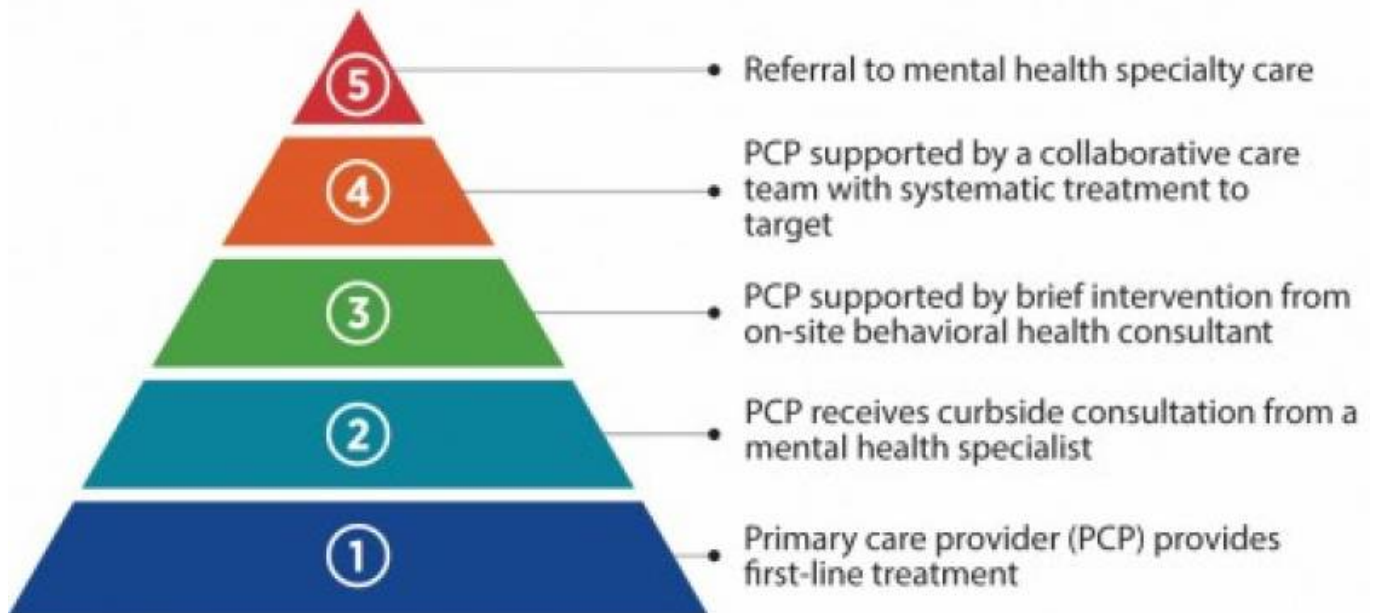 5
Referral to mental health specialty care
4
PCP supported by a collaborative care
team with systematic treatment to
target
3
PCP supported by brief intervention from
on-site behavioral health consultant
2
PCP receives curbside consultation from a
mental health specialist
1
Primary care provider (PCP) provides
first-line treatment